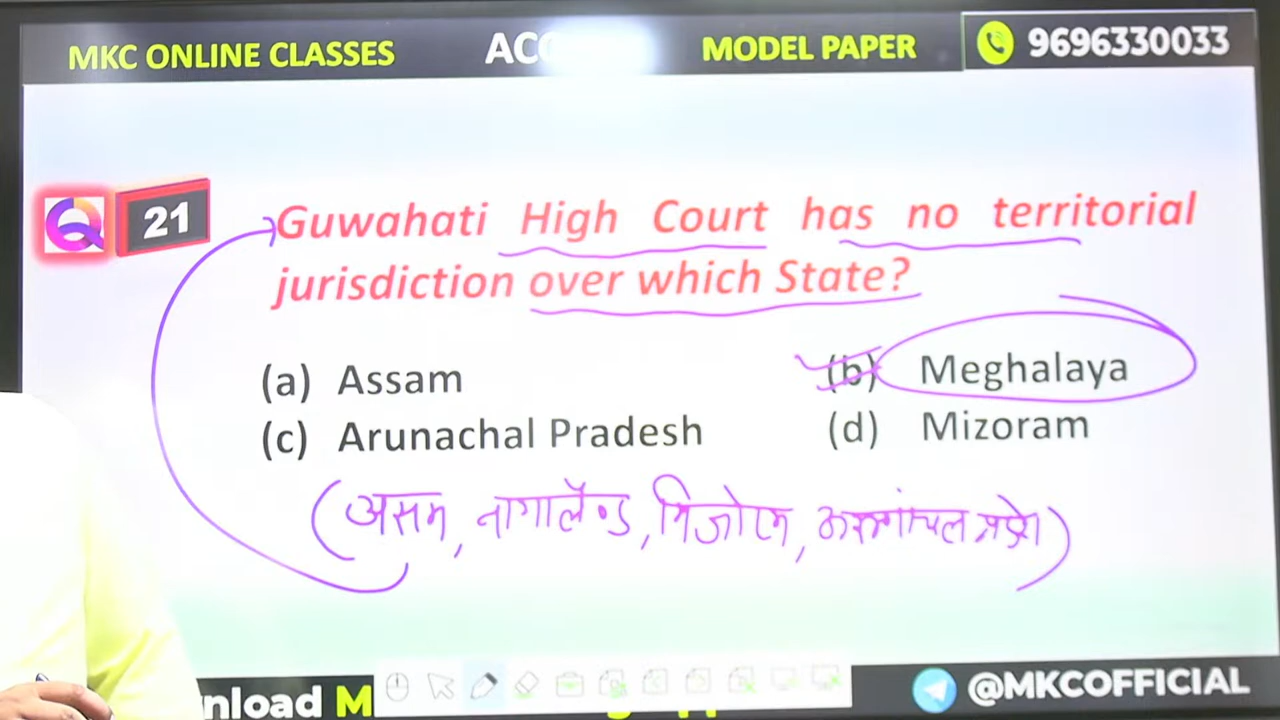 MKC ONLINE CLASSES
MODEL PAPER
9696330033
21
Guwahati High Court has no territorial
jurisdiction over which State?
(a) Assam
(b) Meghalaya
(c) Arunachal Pradesh
(d) Mizoram
(असम, नागालैण्ड, मिजोरम, अरुणांचल प्रदेश)
@MKCOFFICIAL